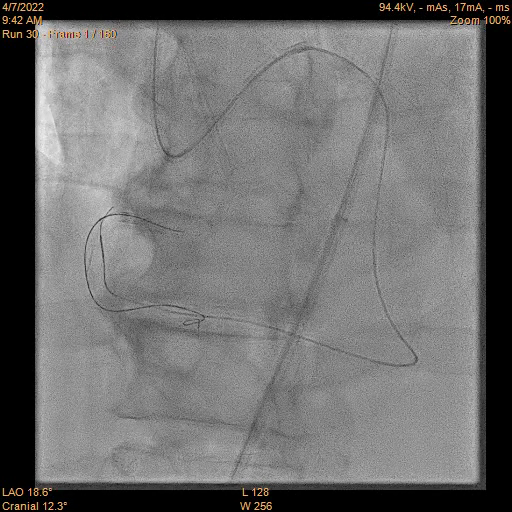 4/7/2022
94.4kV, - mAs, 17mA, - ms
9:42 AM
Zoom 100%
Run 30 - Frame 1 / 160
LAO 18.6°
L 128
Cranial 12.3°
W 256